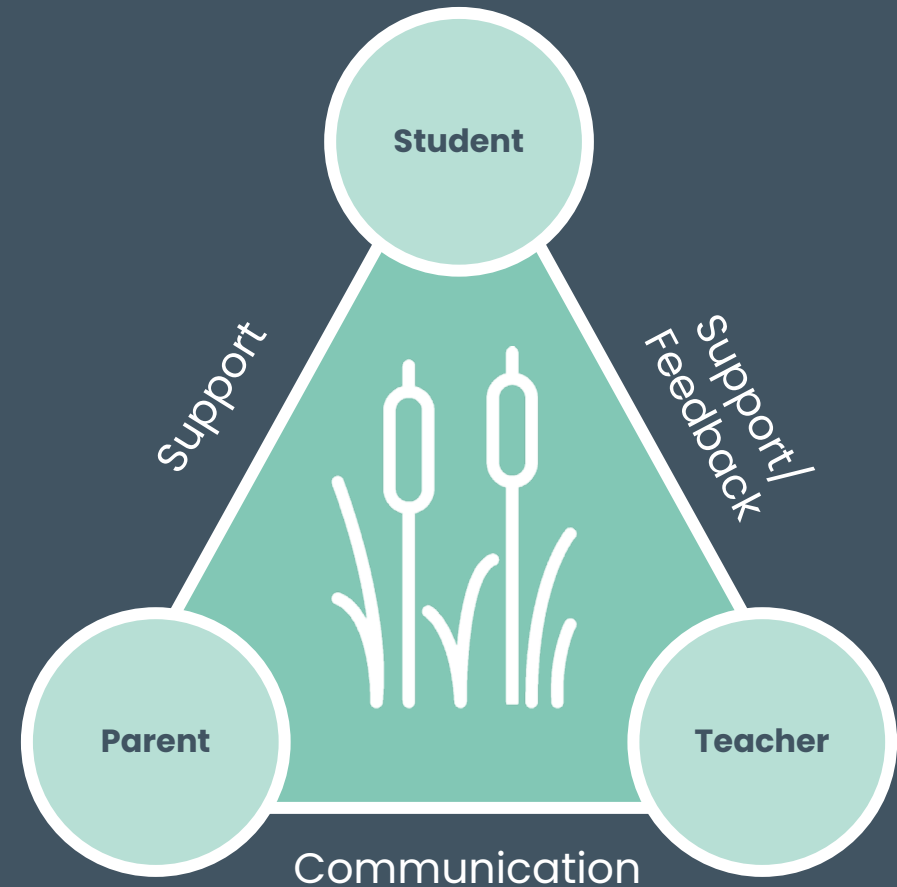 Student
Support
Support/
Feedback
Parent
Teacher
Communication